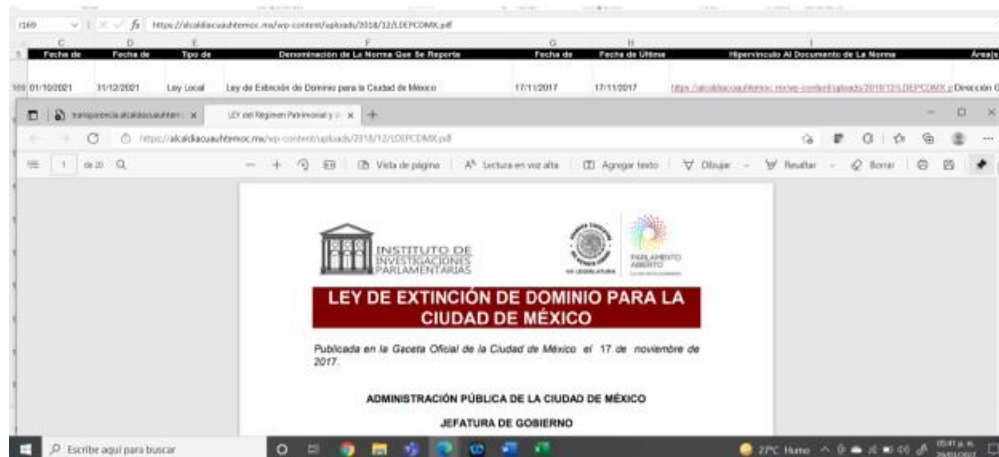 I169 https://alcaldiacuauhtemoc.mx/wp-content/uploads/2018/12/LDEPCDMX.pdf
C D E F G H I
Fecha de Fecha de Tipo de Denominación de La Norma Que Se Reporta Fecha de Fecha de Última Hipervínculo Al Documento de La Norma Área(s
169 01/10/2021 31/12/2021 Ley Local Ley de Extinción de Dominio para la Ciudad de México 17/11/2017 17/11/2017 https://alcaldiacuauhtemoc.mx/wp-content/uploads/2018/12/LDEPCDMX.p Dirección G
transparencia.alcaldiacuauhtem LEY del Régimen Patrimonial y
https://alcaldiacuauhtemoc.mx/wp-content/uploads/2018/12/LDEPCDMX.pdf
1 de 20 Vista de página Lectura en voz alta Agregar texto Dibujar Resaltar Borrar
INSTITUTO DE
INVESTIGACIONES
PARLAMENTARIAS
VII LEGISLATURA
PARLAMENTO
ABIERTO
LEY DE EXTINCIÓN DE DOMINIO PARA LA
CIUDAD DE MÉXICO
Publicada en la Gaceta Oficial de la Ciudad de México el 17 de noviembre de
2017.
ADMINISTRACIÓN PÚBLICA DE LA CIUDAD DE MÉXICO
JEFATURA DE GOBIERNO
Escribe aquí para buscar 27°C Humo 05:41 p. m.